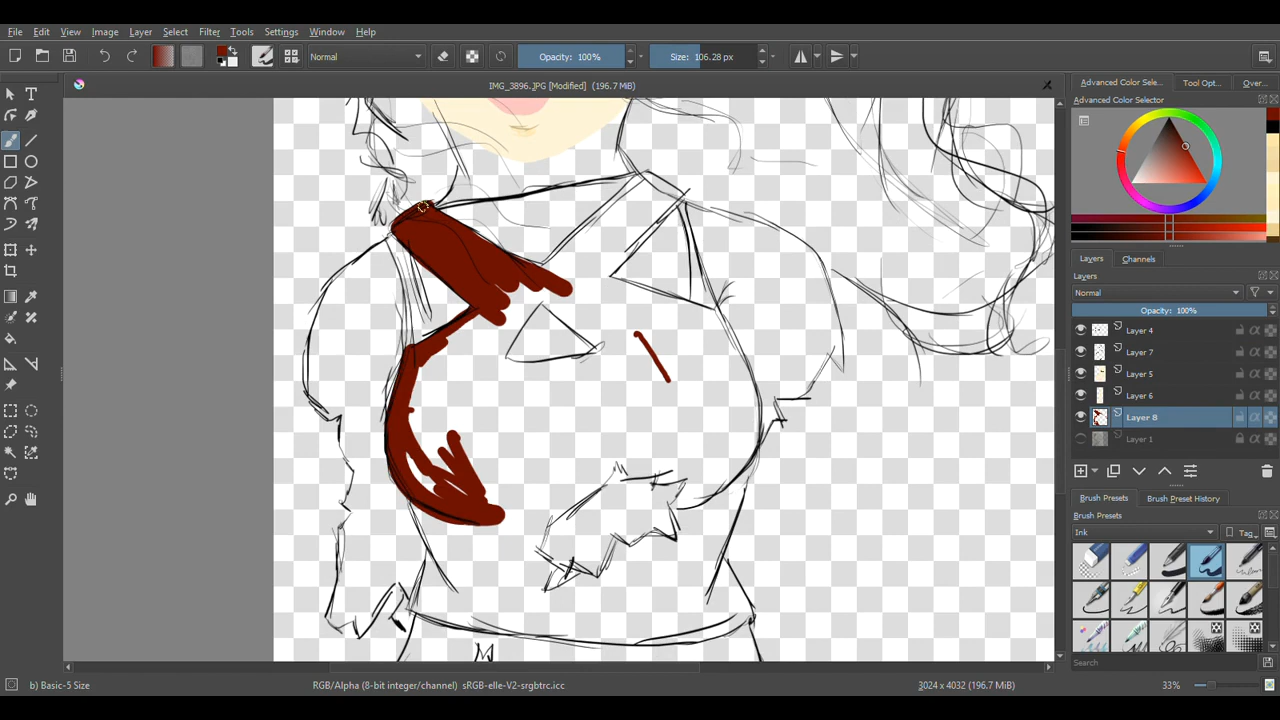 File Edit View Image Layer Select Filter Tools Settings Window Help
Normal Opacity: 100% Size: 106.28 px
IMG_3896.JPG [Modified] (196.7 MiB)
Advanced Color Sele... Tool Opt... Over...
Advanced Color Selector
Layers Channels
Layers
Normal
Opacity: 100%
Layer 4
Layer 7
Layer 5
Layer 6
Layer 8
Layer 1
Brush Presets Brush Preset History
Brush Presets
Ink Tag
Search
b) Basic-5 Size RGB/Alpha (8-bit integer/channel) sRGB-elle-V2-srgbtrc.icc 3024 x 4032 (196.7 MiB) 33%